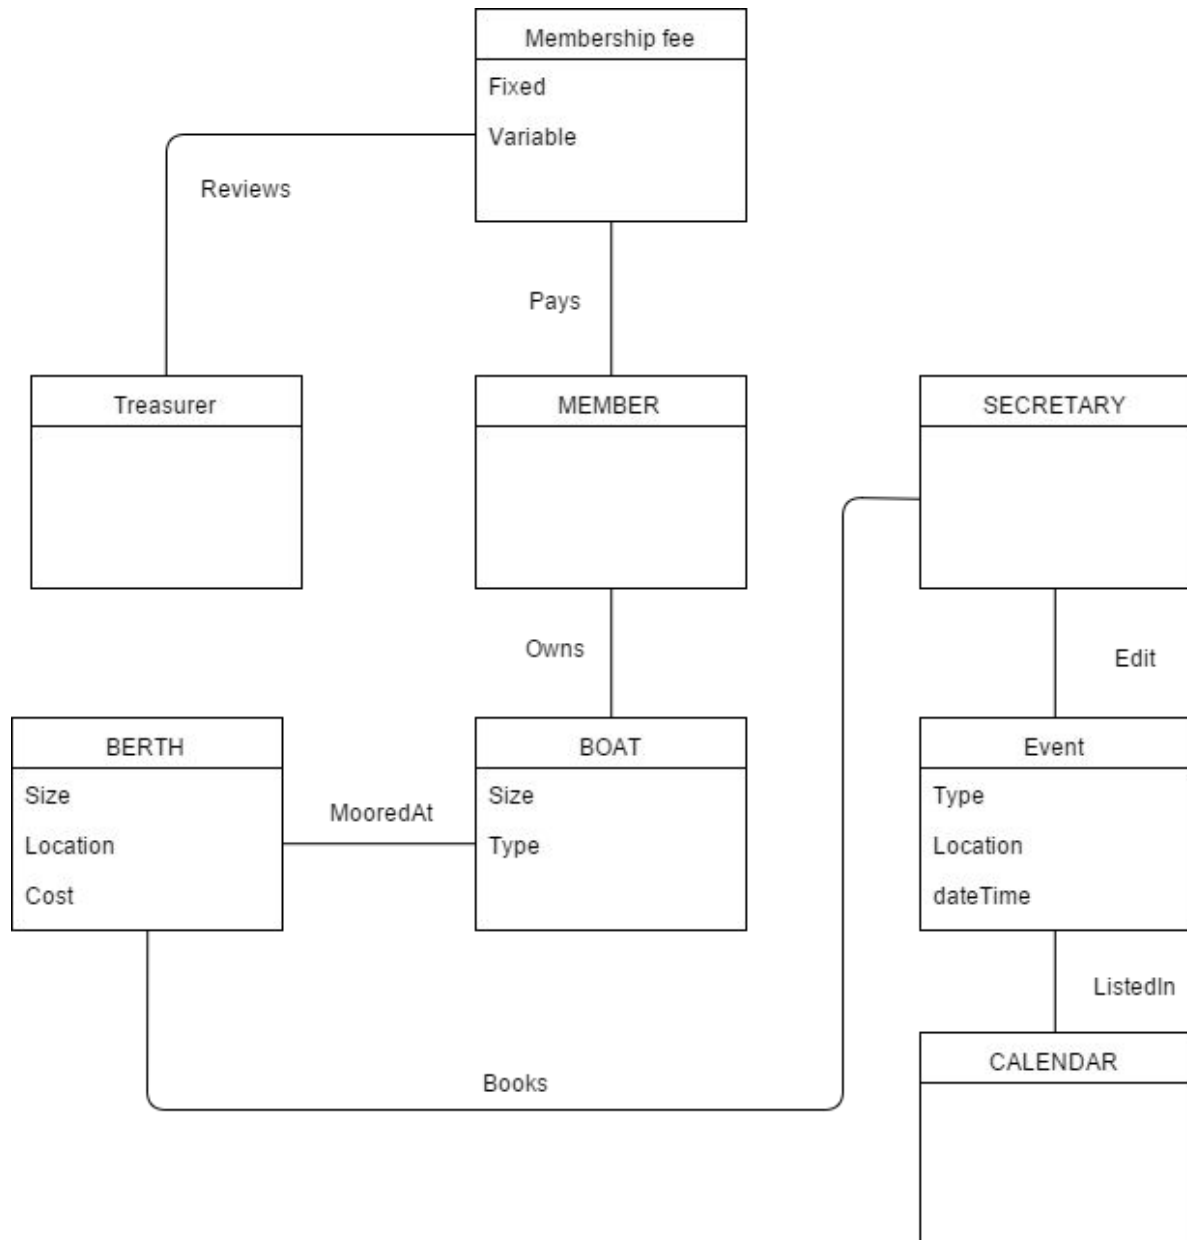 Membership fee
Fixed
Variable
Reviews
Pays
Treasurer
MEMBER
SECRETARY
Owns
Edit
BERTH
Size
Location
Cost
MooredAt
BOAT
Size
Type
Event
Type
Location
dateTime
ListedIn
Books
CALENDAR